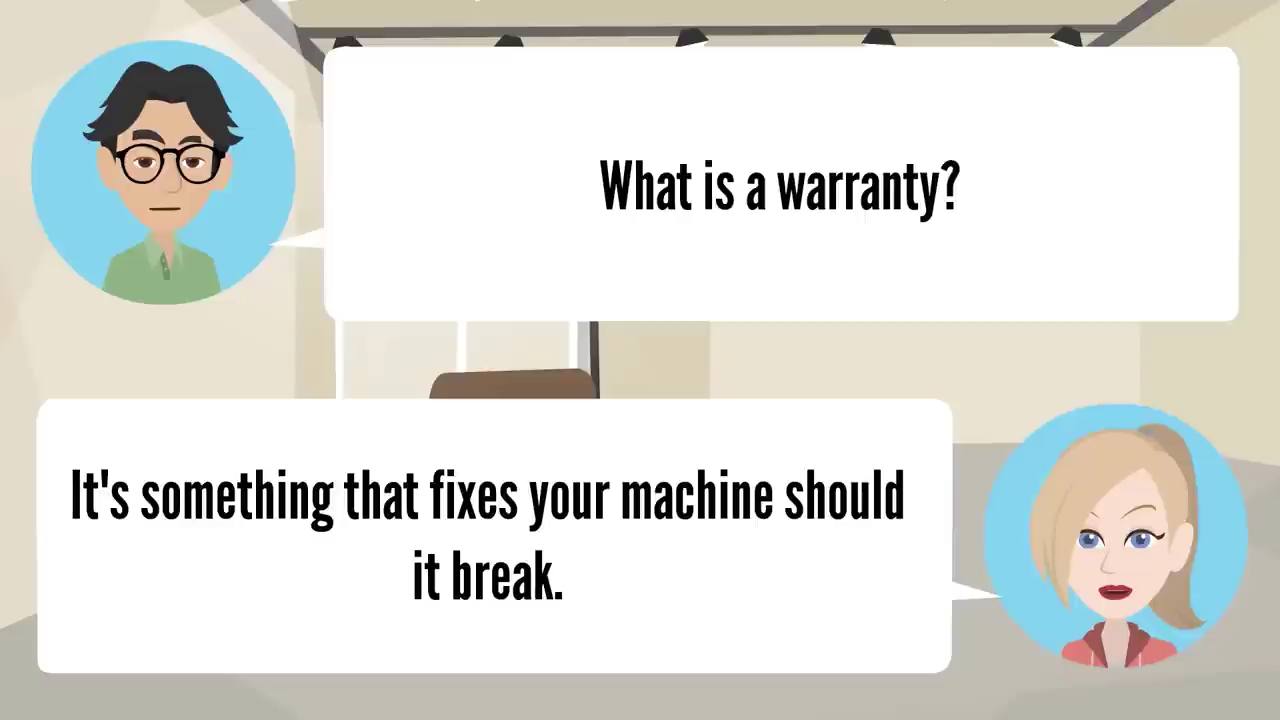 What is a warranty?
It's something that fixes your machine should
it break.